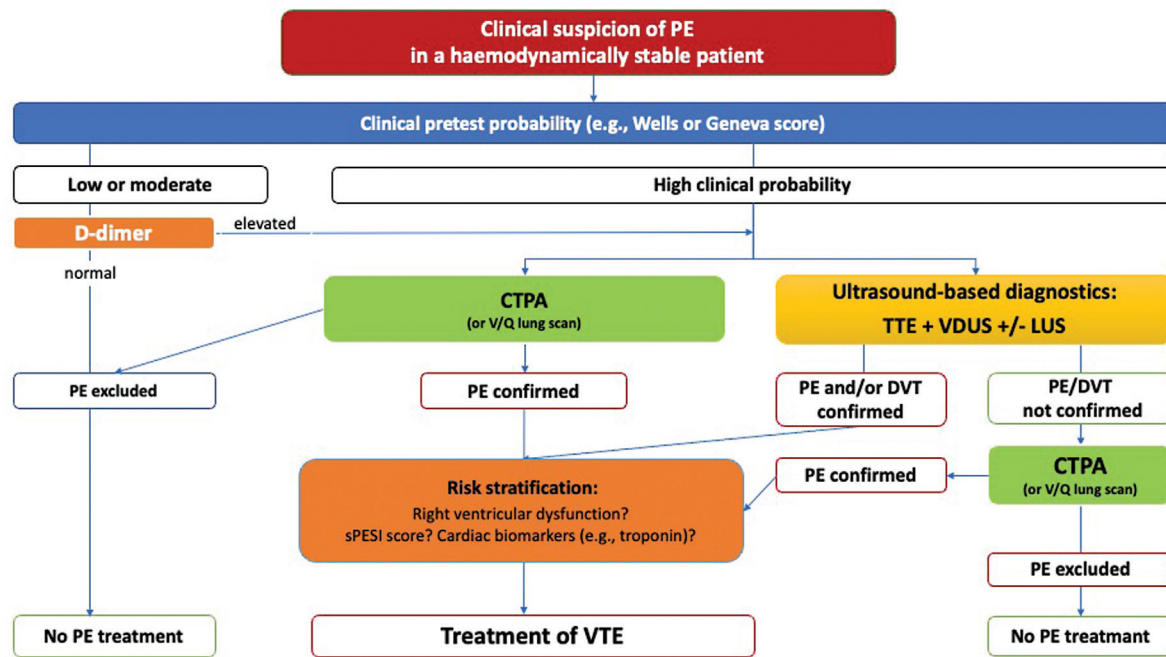 Clinical suspicion of PE
in a haemodynamically stable patient
Clinical pretest probability (e.g., Wells or Geneva score)
Low or moderate
High clinical probability
D-dimer
elevated
normal
CTPA
(or V/Q lung scan)
Ultrasound-based diagnostics:
TTE + VDUS +/- LUS
PE excluded
PE confirmed
PE and/or DVT
confirmed
PE/DVT
not confirmed
CTPA
(or V/Q lung scan)
PE confirmed
Risk stratification:
Right ventricular dysfunction?
sPESI score? Cardiac biomarkers (e.g., troponin)?
PE excluded
No PE treatment
Treatment of VTE
No PE treatmant